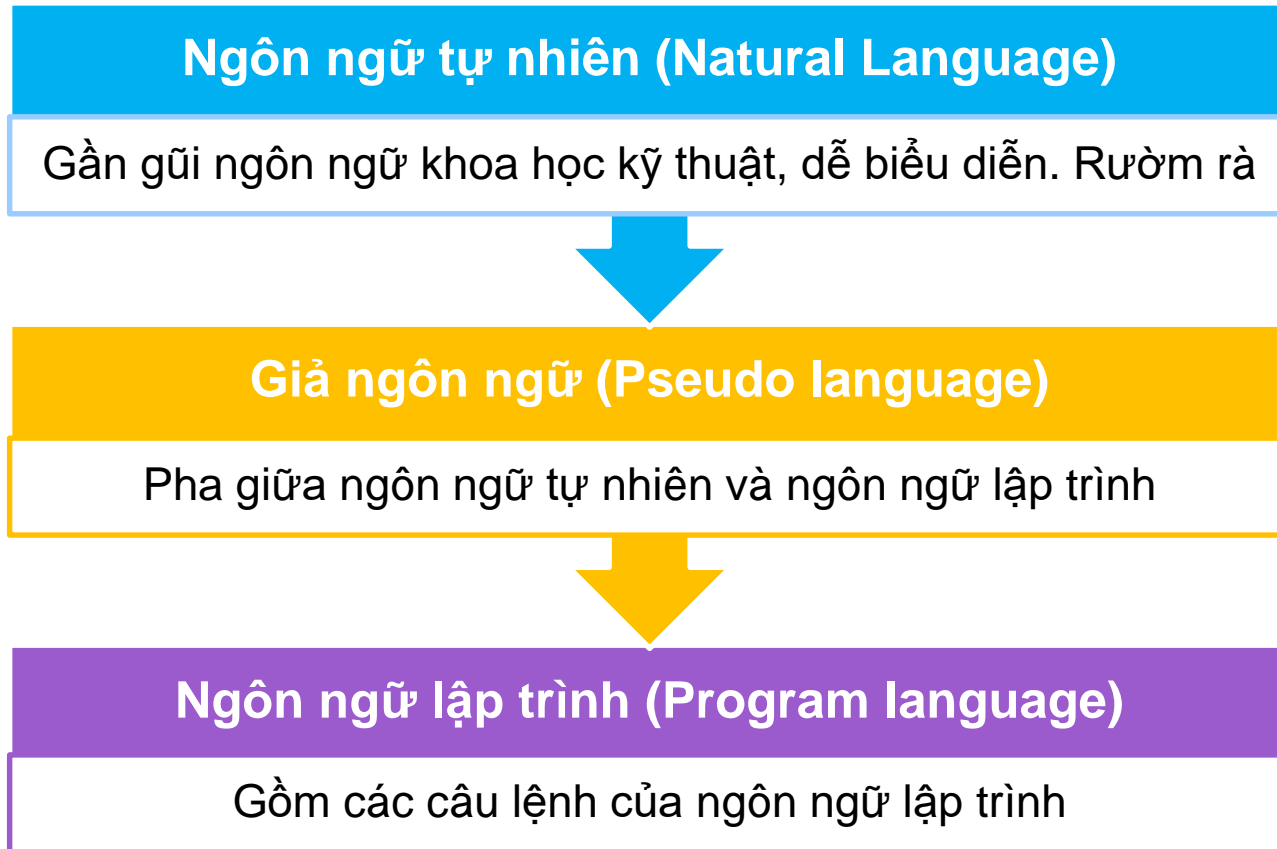 Ngôn ngữ tự nhiên (Natural Language)
Gần gũi ngôn ngữ khoa học kỹ thuật, dễ biểu diễn. Rườm rà
Giả ngôn ngữ (Pseudo language)
Pha giữa ngôn ngữ tự nhiên và ngôn ngữ lập trình
Ngôn ngữ lập trình (Program language)
Gồm các câu lệnh của ngôn ngữ lập trình